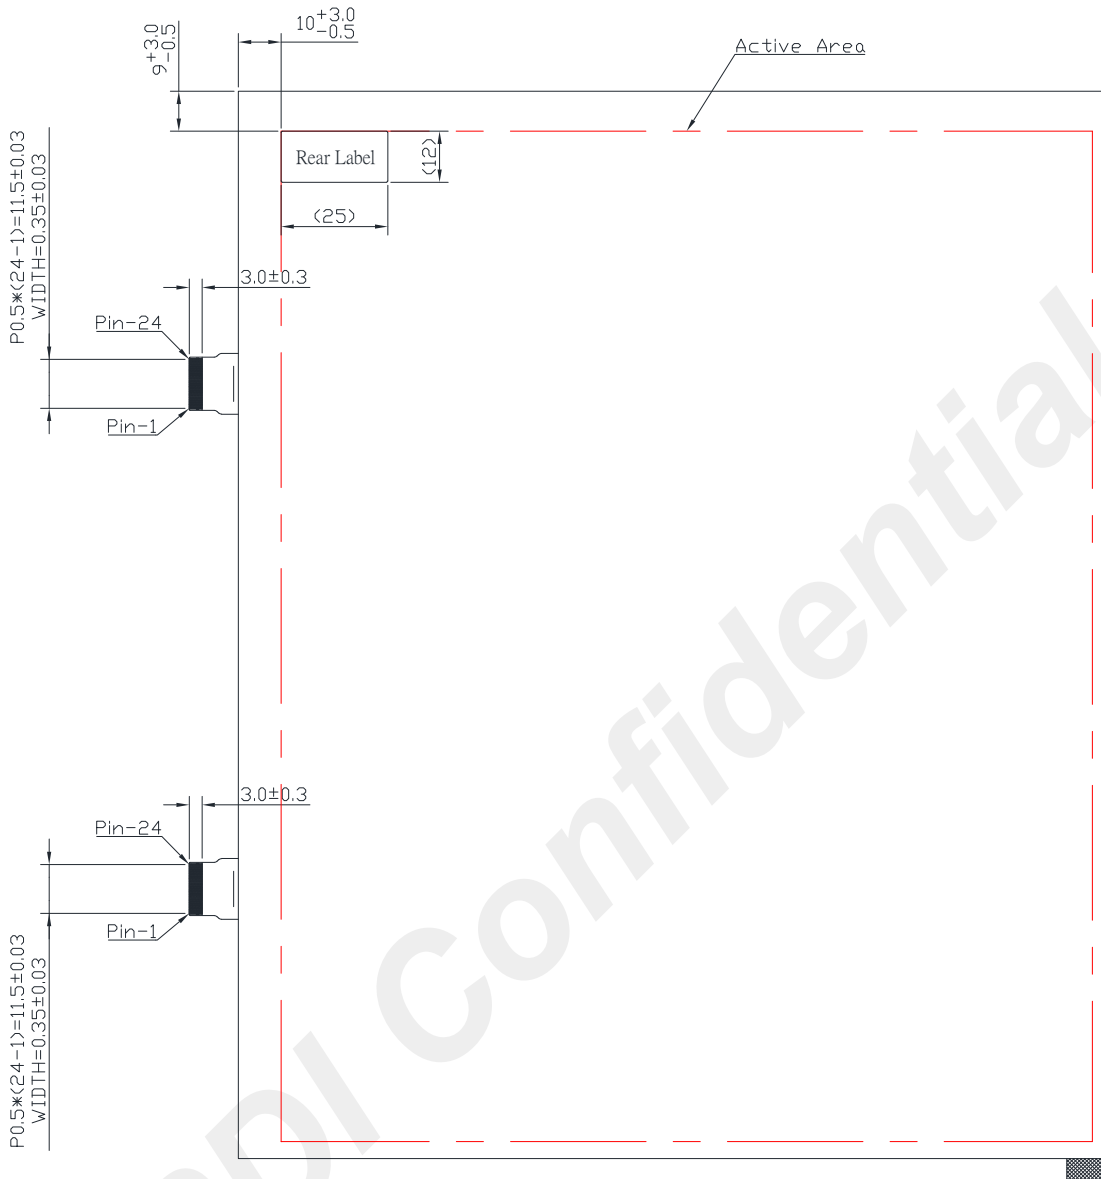 10+3.0
-0.5
9+3.0
-0.5
Active Area
Rear Label
(12)
(25)
P0.5*(24-1)=11.5±0.03
WIDTH=0.35±0.03
3.0±0.3
Pin-24
Pin-1
3.0±0.3
Pin-24
Pin-1
P0.5*(24-1)=11.5±0.03
WIDTH=0.35±0.03
Confidential